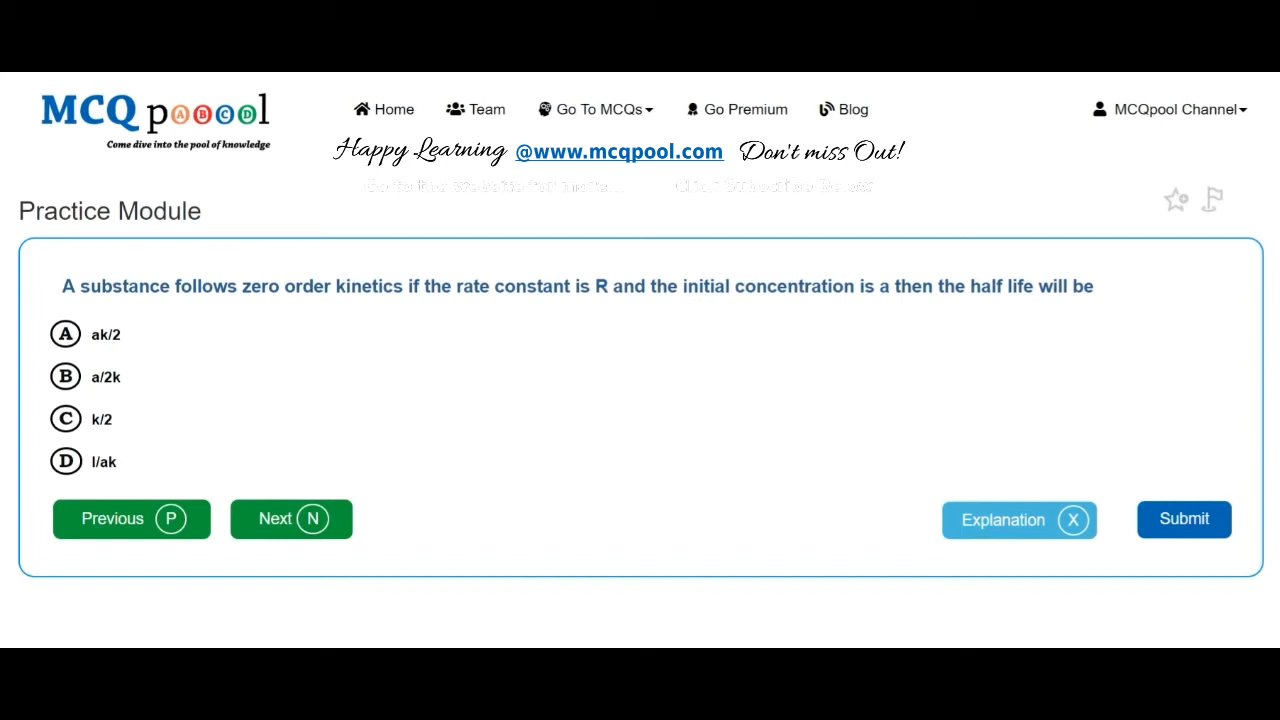 MCQ pooool
Come dive into the pool of knowledge
Home Team Go To MCQs Go Premium Blog MCQpool Channel
Happy Learning @www.mcqpool.com Don't miss Out!
Practice Module
A substance follows zero order kinetics if the rate constant is R and the initial concentration is a then the half life will be
A ak/2
B a/2k
C k/2
D I/ak
Previous P Next N Explanation X Submit